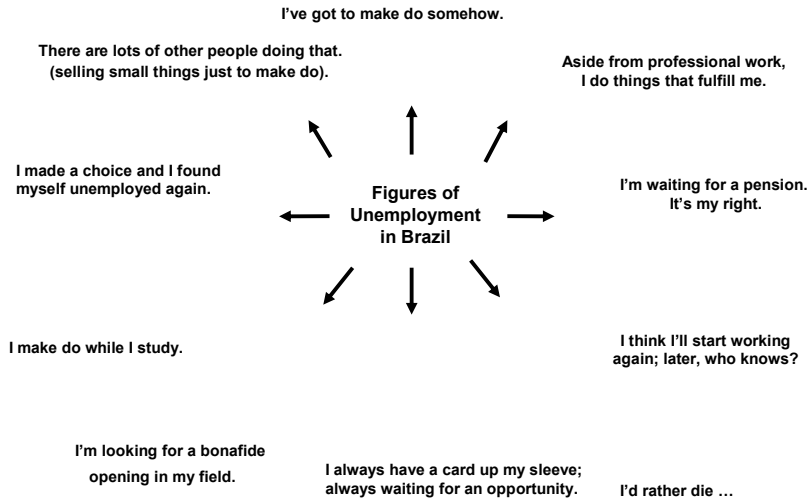 I've got to make do somehow.
There are lots of other people doing that.
(selling small things just to make do).
Aside from professional work,
I do things that fulfill me.
I made a choice and I found
myself unemployed again.
Figures of
Unemployment
in Brazil
I'm waiting for a pension.
It's my right.
I make do while I study.
I think I'll start working
again; later, who knows?
I'm looking for a bonafide
opening in my field.
I always have a card up my sleeve;
always waiting for an opportunity.
I'd rather die …